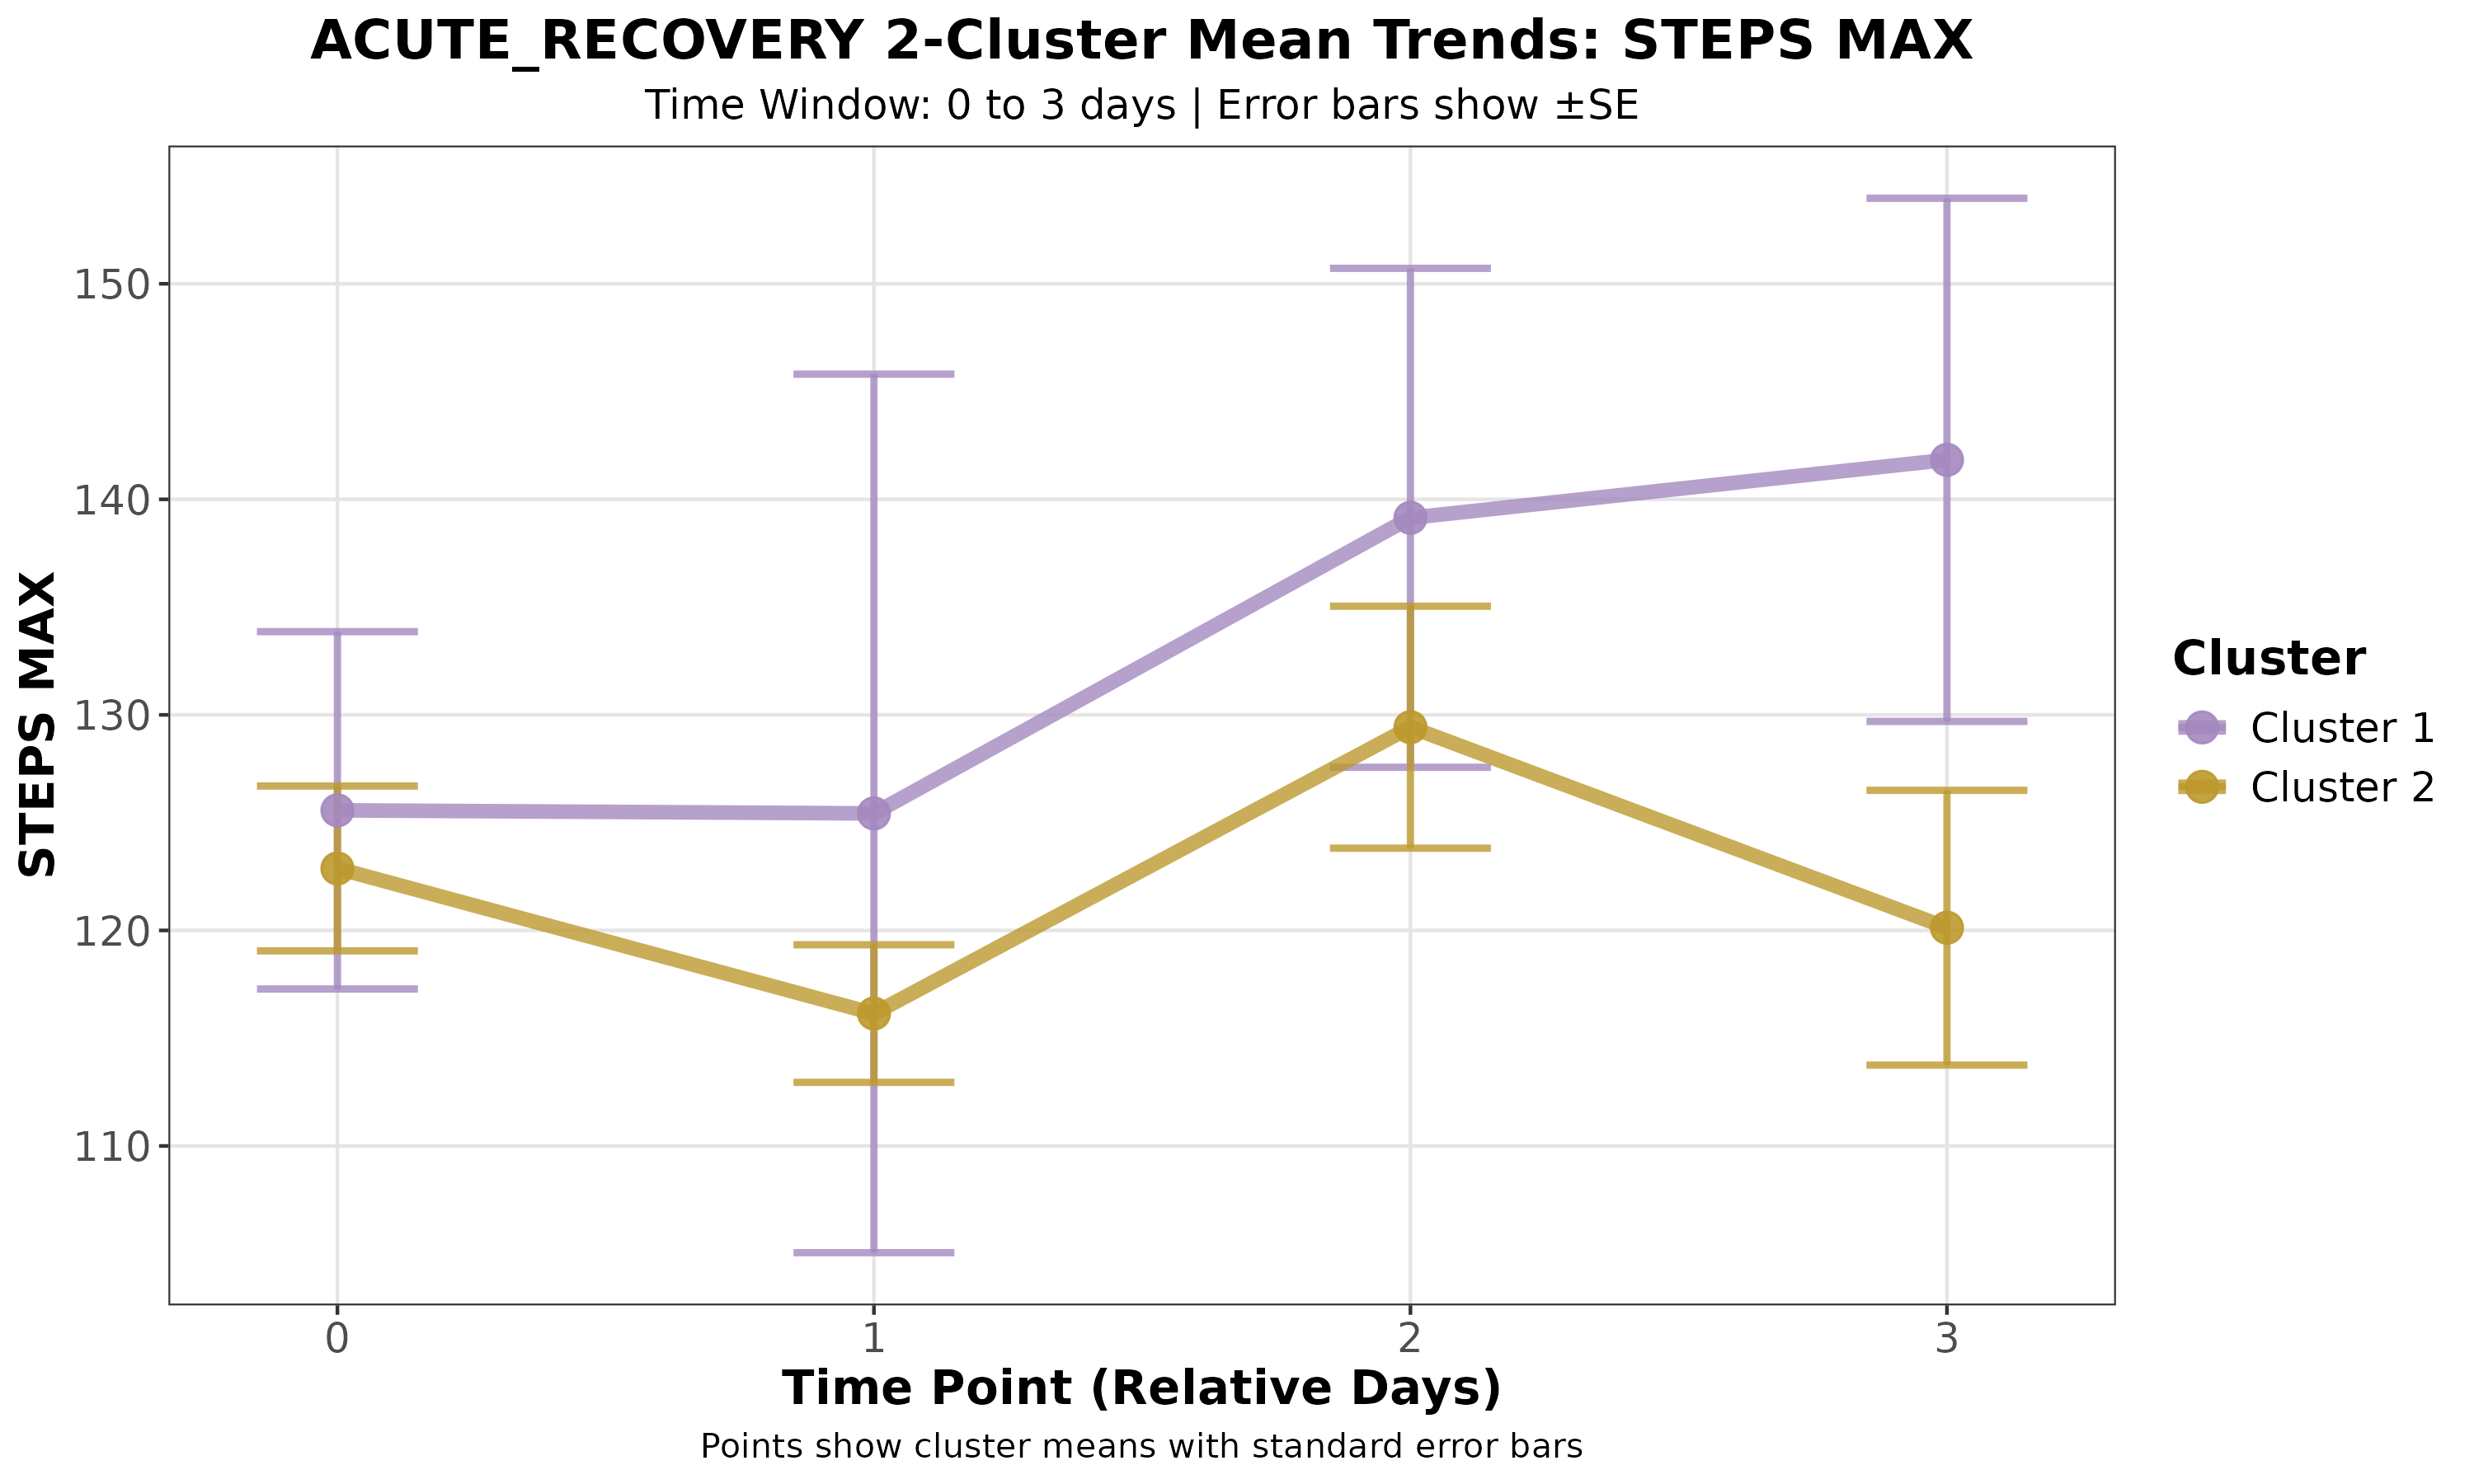 ACUTE_RECOVERY 2-Cluster Mean Trends: STEPS MAX
Time Window: 0 to 3 days | Error bars show ±SE
STEPS MAX
150
140
130
120
110
0 1 2 3
Time Point (Relative Days)
Points show cluster means with standard error bars
Cluster
Cluster 1
Cluster 2